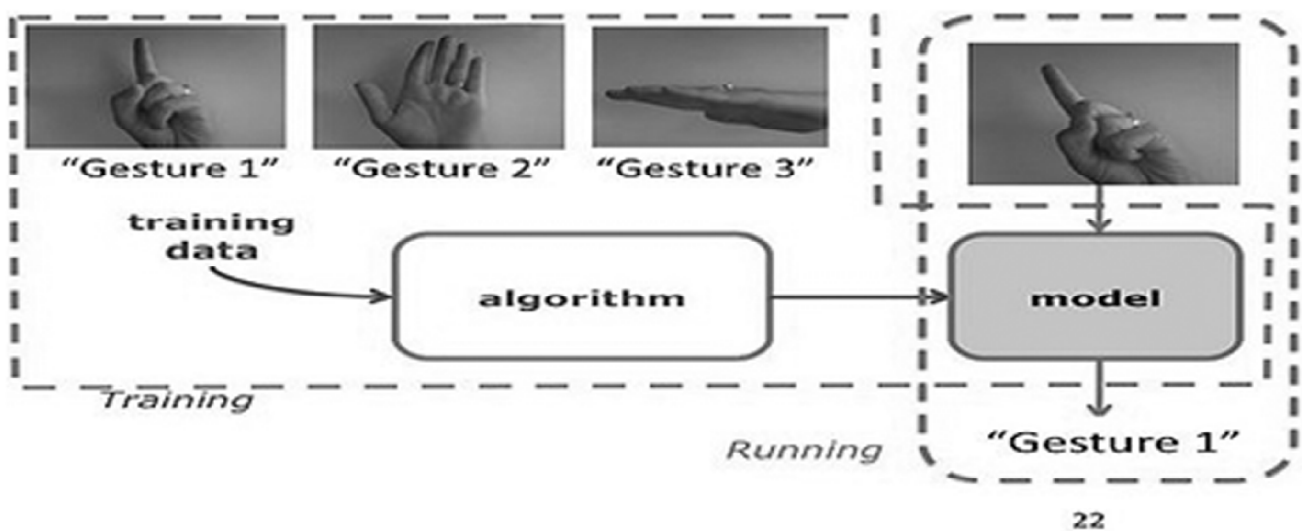 “Gesture 1”
“Gesture 2”
“Gesture 3”
training
data
algorithm
model
Training
Running
“Gesture 1”
22